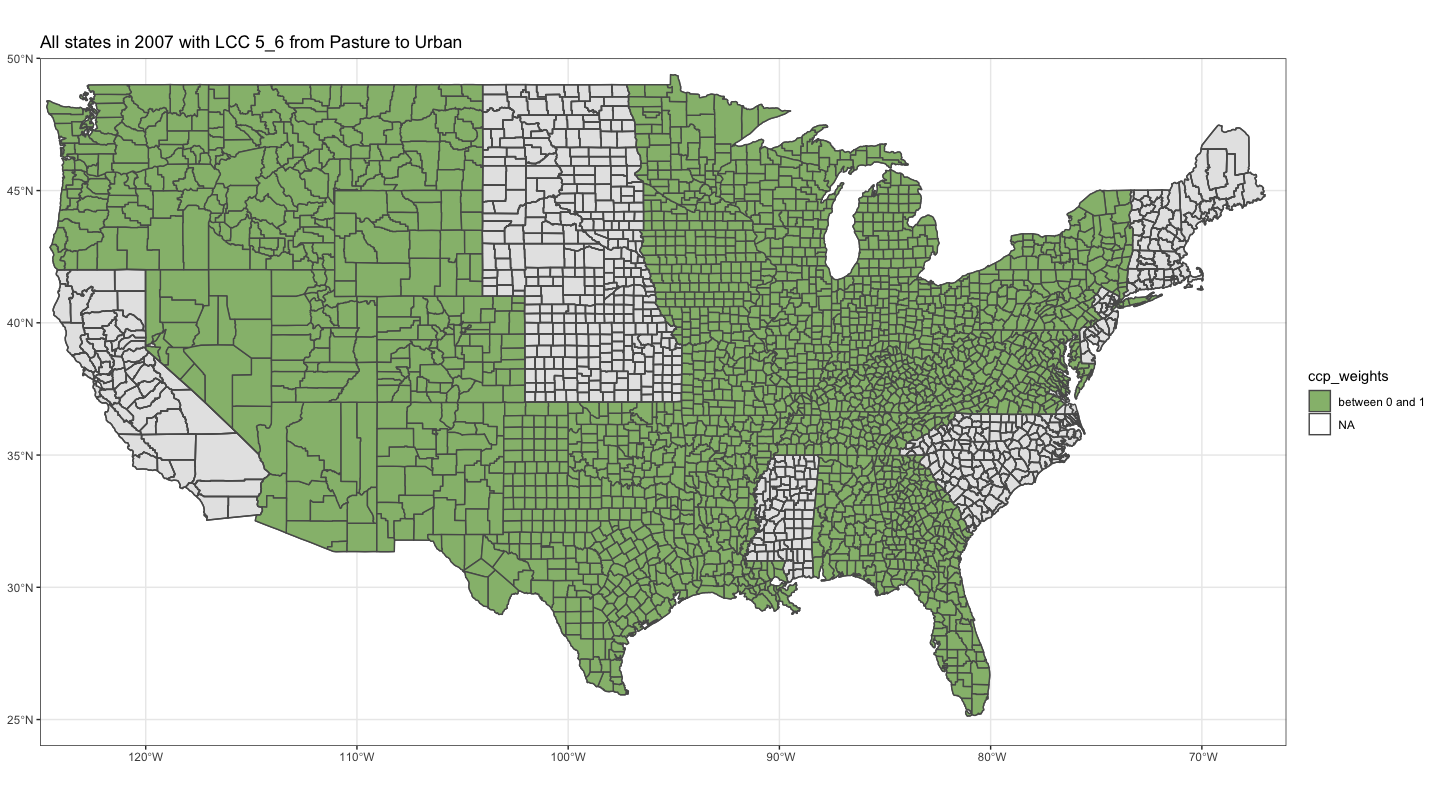 All states in 2007 with LCC 5_6 from Pasture to Urban
50°N
45°N
40°N
35°N
30°N
25°N
120°W
110°W
100°W
90°W
80°W
70°W
ccp_weights
between 0 and 1
NA